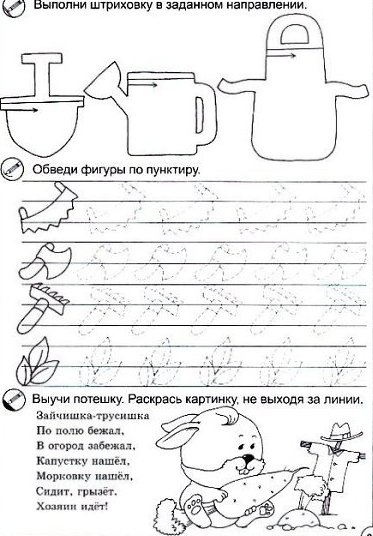 Выполни штриховку в заданном направлении.
Обведи фигуры по пунктиру.
Выучи потешку. Раскрась картинку, не выходя за линии.
Зайчишка-трусишка
По полю бежал,
В огород забежал,
Капустку нашёл,
Морковку нашёл,
Сидит, грызёт.
Хозяин идёт!